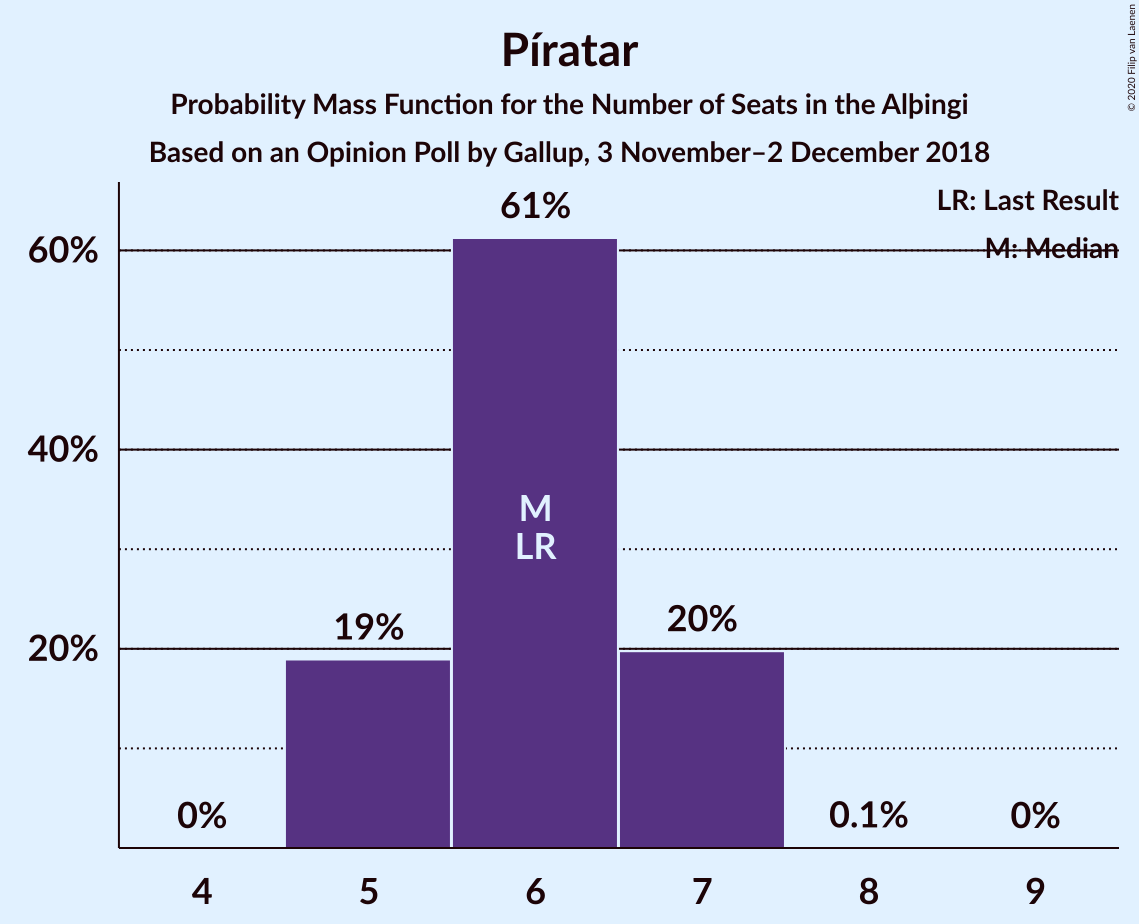 Píratar
Probability Mass Function for the Number of Seats in the Alþingi
Based on an Opinion Poll by Gallup, 3 November–2 December 2018
© 2020 Filip van Laenen
LR: Last Result
M: Median
61%
60%
40%
M
LR
19%
20%
20%
0%
0.1%
0%
4 5 6 7 8 9